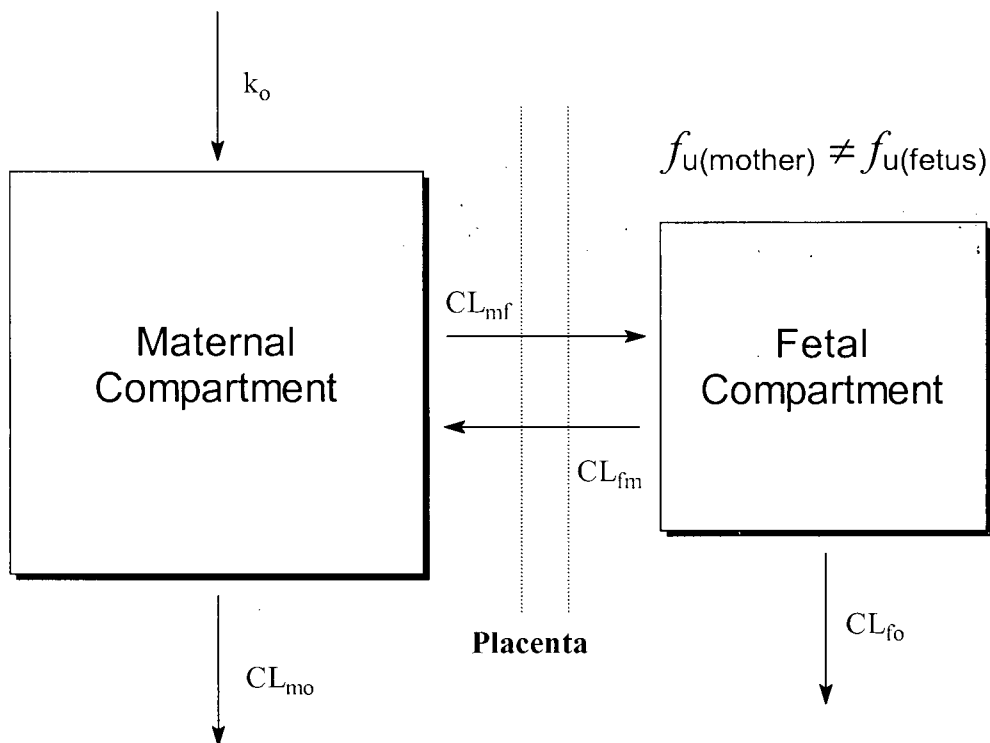 k_o
f_u(mother) ≠ f_u(fetus)
CL_mf
Maternal
Compartment
Fetal
Compartment
CL_fm
Placenta
CL_fo
CL_mo